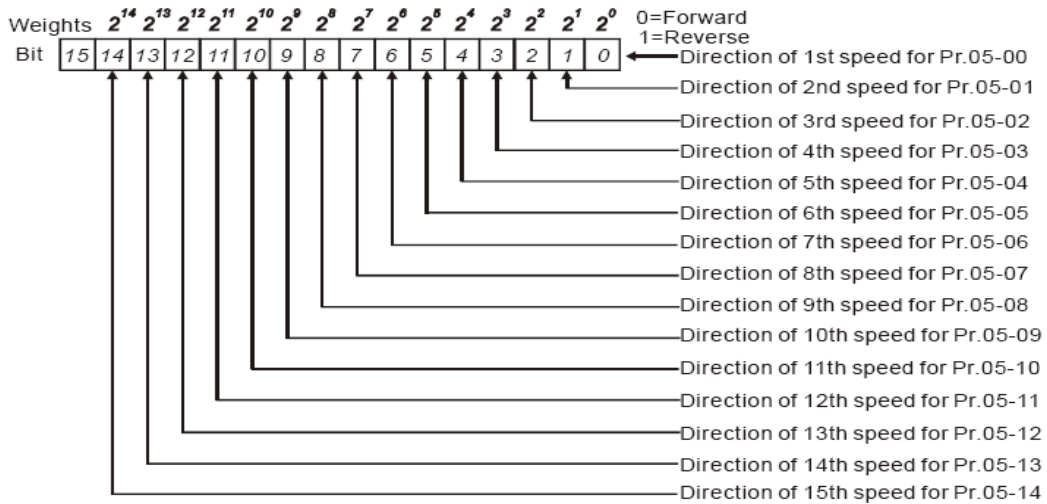 Weights 2^14 2^13 2^12 2^11 2^10 2^9 2^8 2^7 2^6 2^5 2^4 2^3 2^2 2^1 2^0 0=Forward
1=Reverse
Bit 15 14 13 12 11 10 9 8 7 6 5 4 3 2 1 0 Direction of 1st speed for Pr.05-00
Direction of 2nd speed for Pr.05-01
Direction of 3rd speed for Pr.05-02
Direction of 4th speed for Pr.05-03
Direction of 5th speed for Pr.05-04
Direction of 6th speed for Pr.05-05
Direction of 7th speed for Pr.05-06
Direction of 8th speed for Pr.05-07
Direction of 9th speed for Pr.05-08
Direction of 10th speed for Pr.05-09
Direction of 11th speed for Pr.05-10
Direction of 12th speed for Pr.05-11
Direction of 13th speed for Pr.05-12
Direction of 14th speed for Pr.05-13
Direction of 15th speed for Pr.05-14